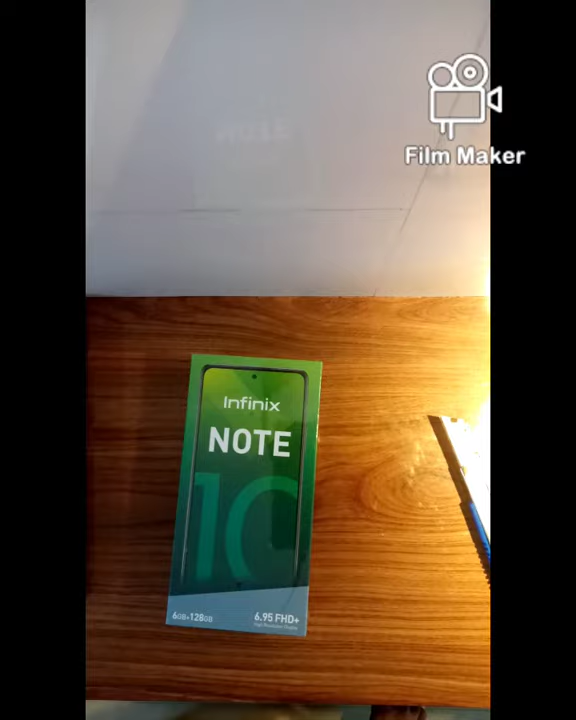 Film Maker
Infinix
NOTE
10
6GB+128GB
6.95 FHD+